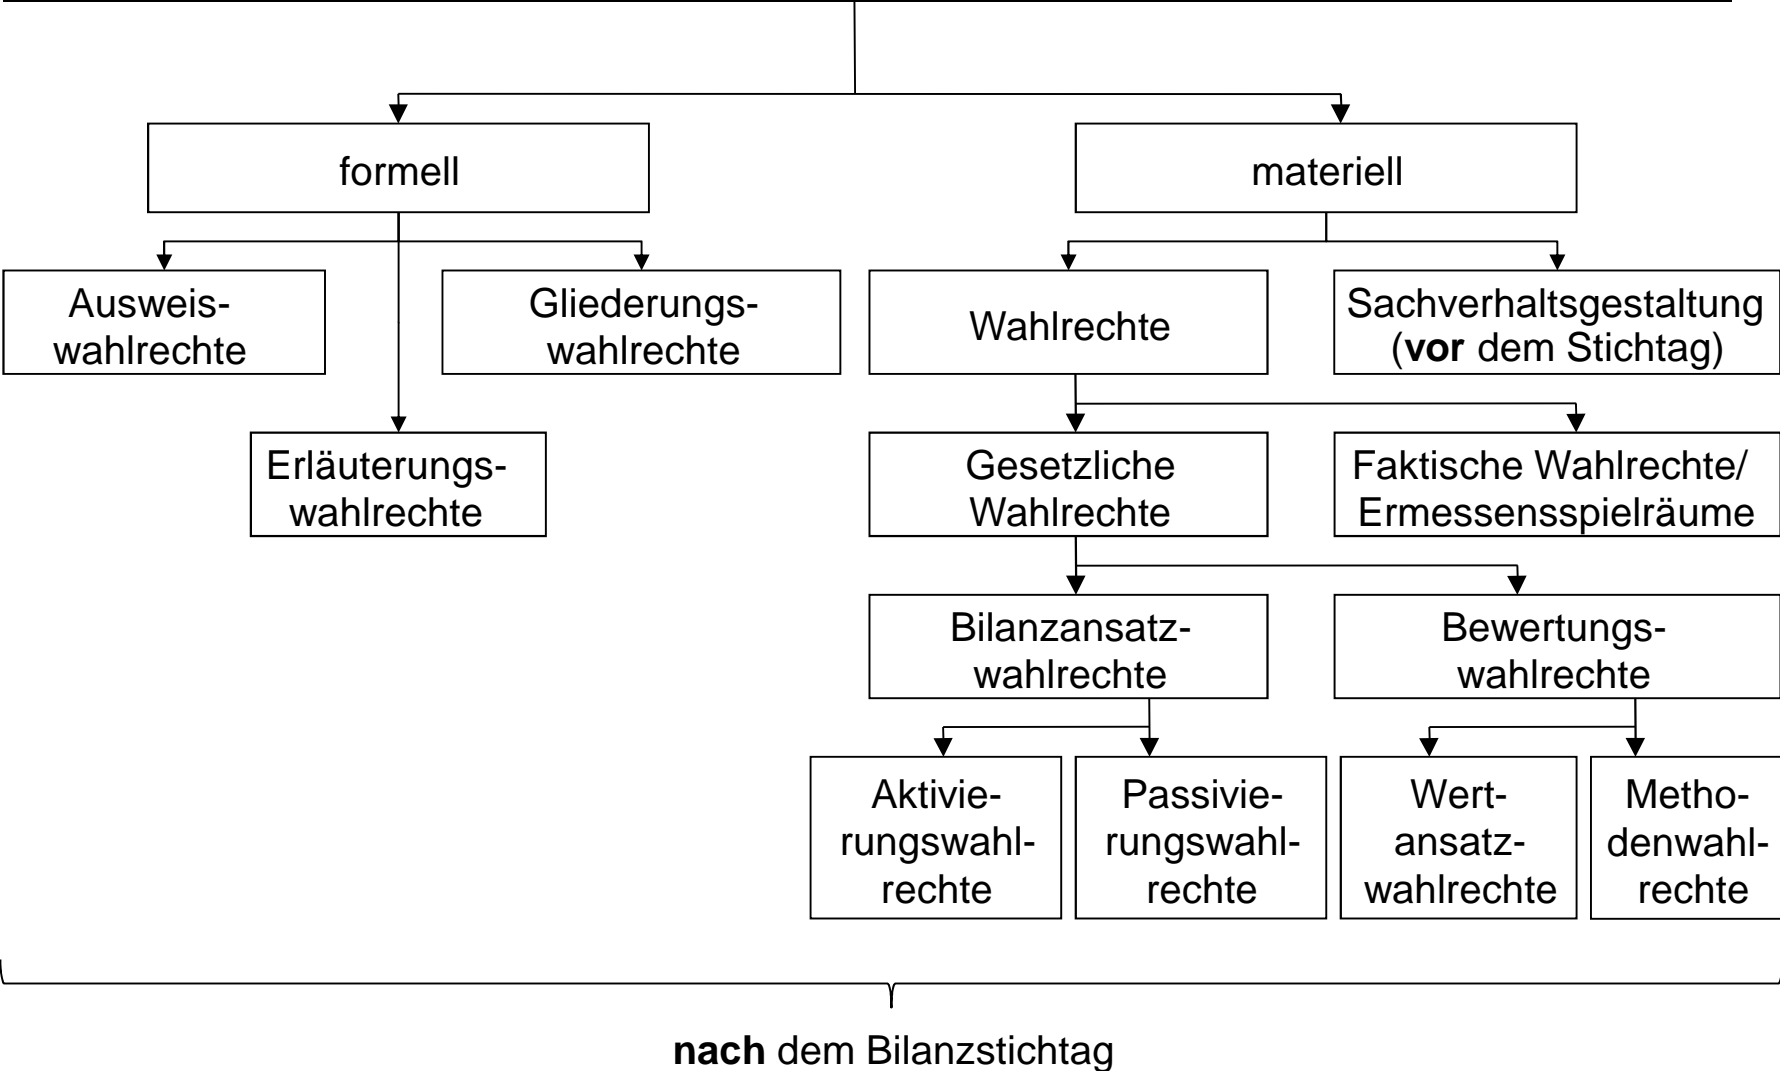 formell
materiell
Ausweis-
wahlrechte
Gliederungs-
wahlrechte
Wahlrechte
Sachverhaltsgestaltung
(vor dem Stichtag)
Erläuterungs-
wahlrechte
Gesetzliche
Wahlrechte
Faktische Wahlrechte/
Ermessensspielräume
Bilanzansatz-
wahlrechte
Bewertungs-
wahlrechte
Aktivie-
rungswahl-
rechte
Passivie-
rungswahl-
rechte
Wert-
ansatz-
wahlrechte
Metho-
denwahl-
rechte
nach dem Bilanzstichtag